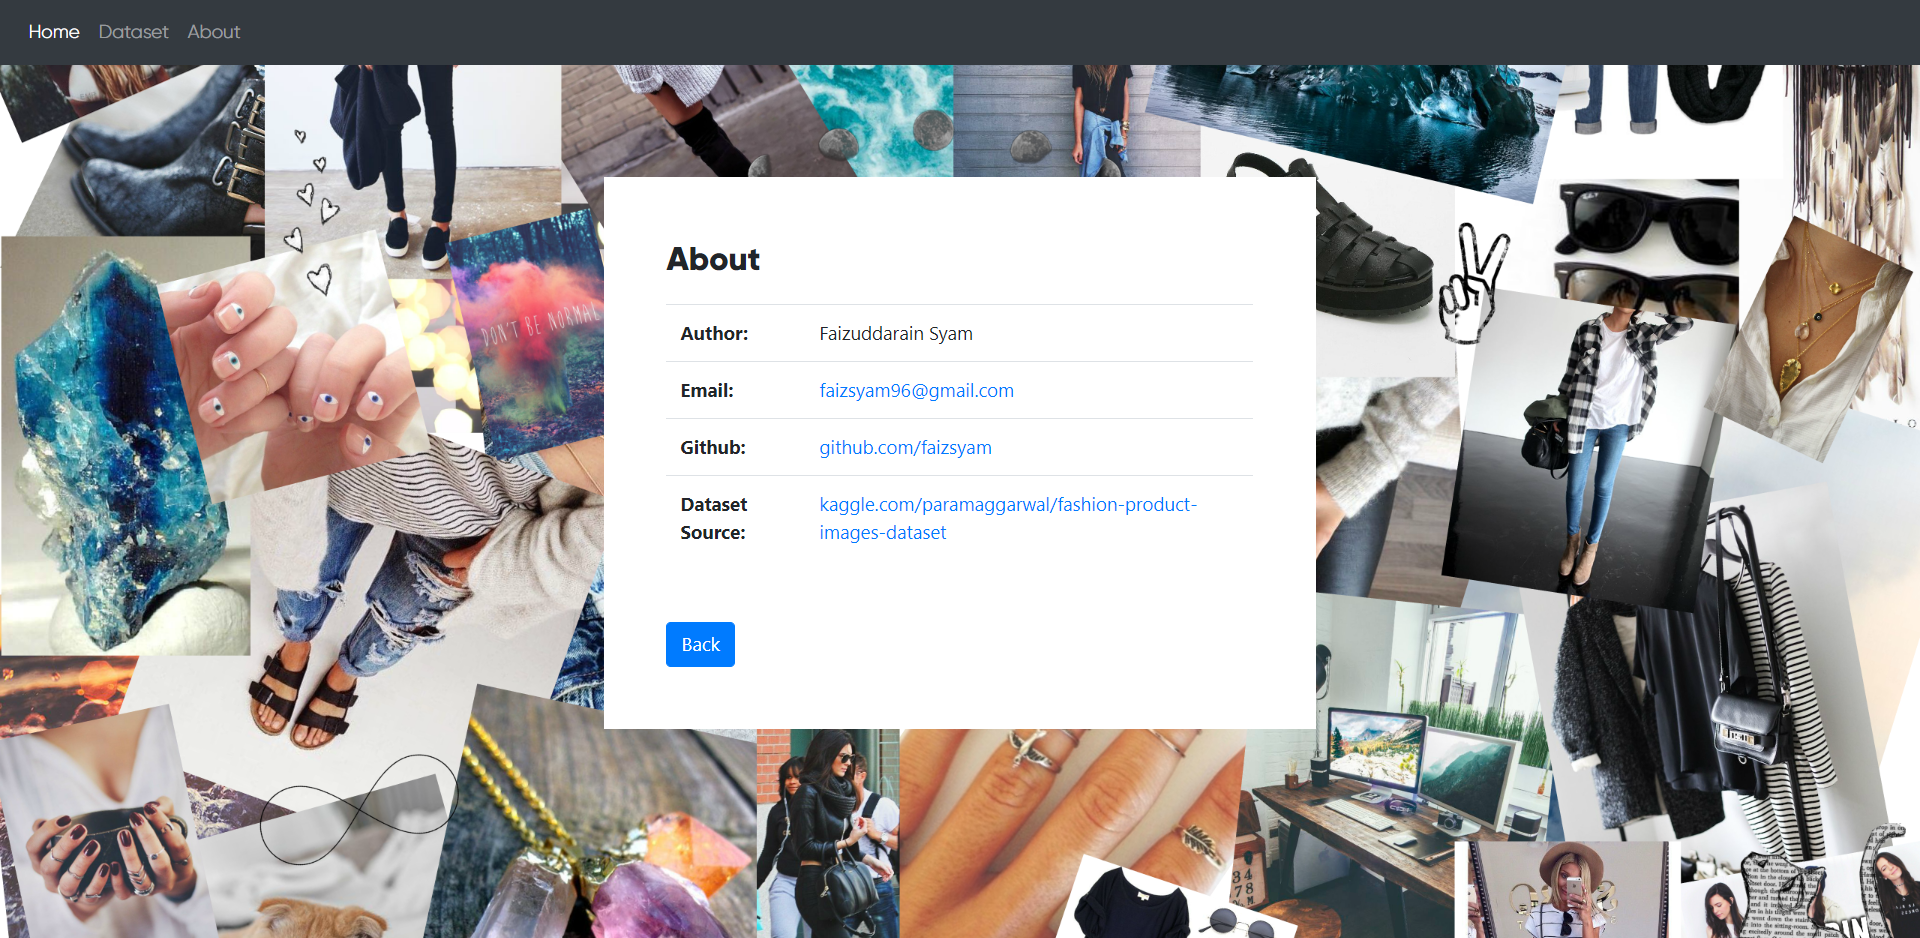 Home Dataset About
About
Author: Faizuddarain Syam
Email: faizsyam96@gmail.com
Github: github.com/faizsyam
Dataset Source: kaggle.com/paramaggarwal/fashion-product-
images-dataset
Back
DON'T BE NORMAL